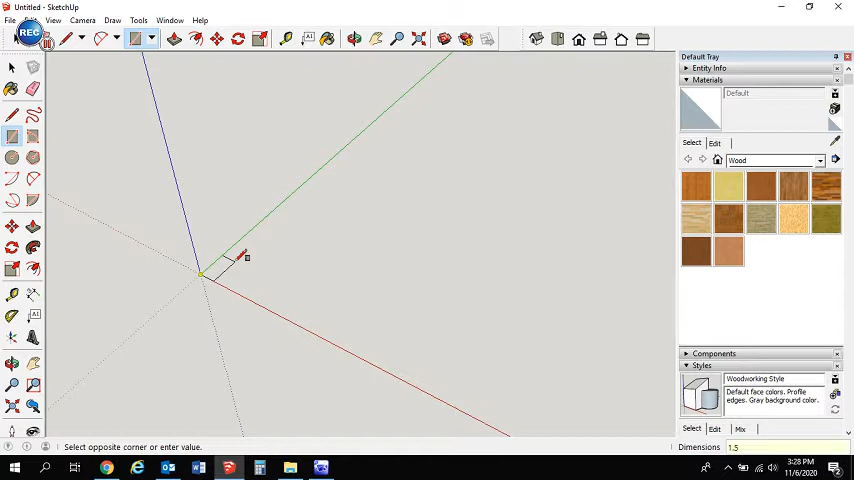 Untitled - SketchUp
File Edit View Camera Draw Tools Window Help
REC
Default Tray
Entity Info
Materials
Default
Select Edit
Wood
Components
Styles
Woodworking Style
Default face colors. Profile
edges. Gray background color.
Select Edit Mix
Select opposite corner or enter value.
Dimensions 1.5
3:28 PM
11/6/2020